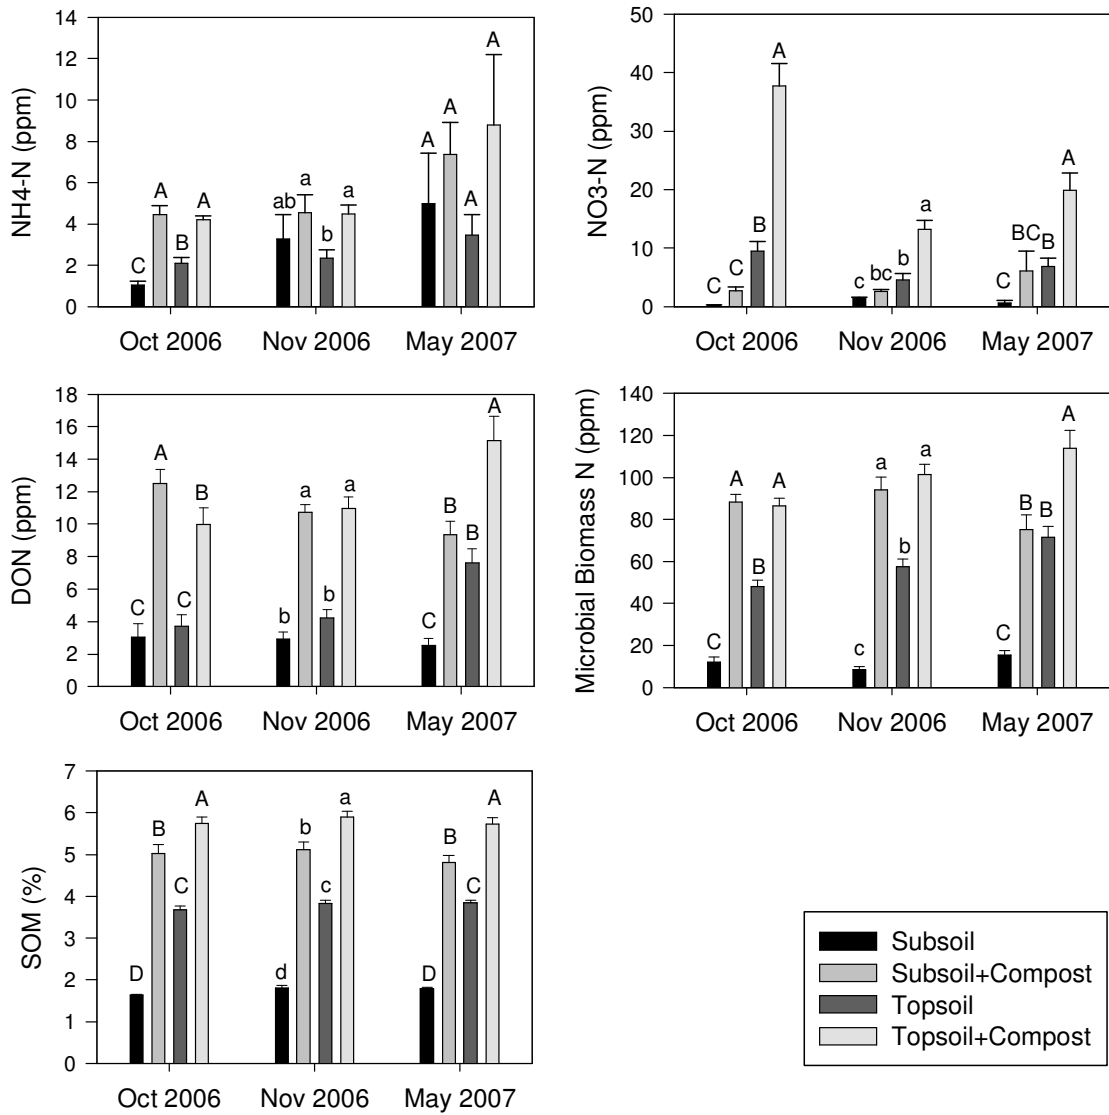 NH4-N (ppm)
14
12
10
8
6
4
2
0
C A B A
ab a b a
A A A A
Oct 2006 Nov 2006 May 2007
NO3-N (ppm)
50
40
30
20
10
0
C C B A
c bc b a
C BC B A
Oct 2006 Nov 2006 May 2007
DON (ppm)
18
16
14
12
10
8
6
4
2
0
C A C B
b a b a
C B B A
Oct 2006 Nov 2006 May 2007
Microbial Biomass N (ppm)
140
120
100
80
60
40
20
0
C A B A
c a b a
C B B A
Oct 2006 Nov 2006 May 2007
SOM (%)
7
6
5
4
3
2
1
0
D B C A
d b c a
D B C A
Oct 2006 Nov 2006 May 2007
Subsoil
Subsoil+Compost
Topsoil
Topsoil+Compost